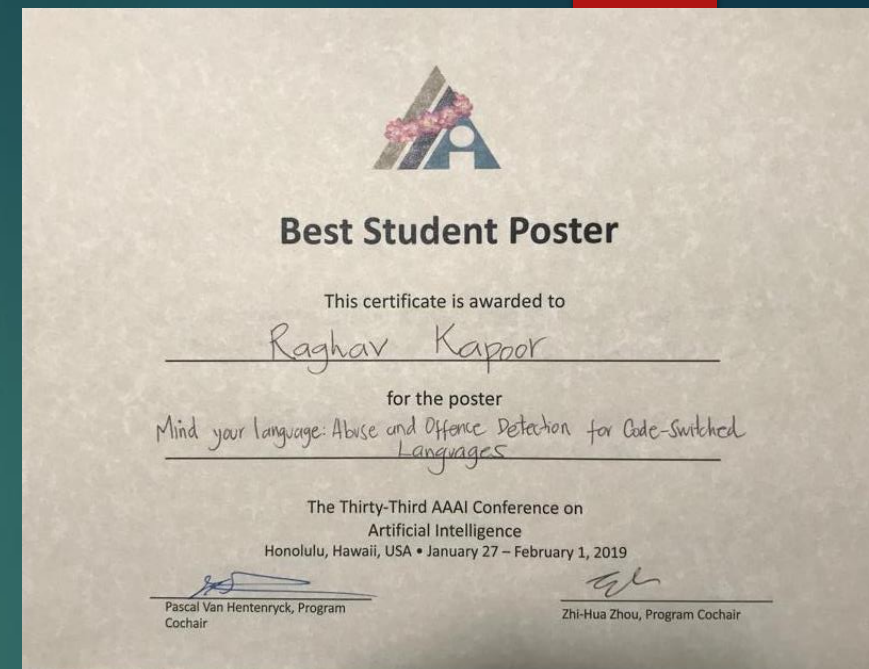 Best Student Poster
This certificate is awarded to
Raghav Kapoor
for the poster
Mind your language: Abuse and Offence Detection for Code-Switched
Languages
The Thirty-Third AAAI Conference on
Artificial Intelligence
Honolulu, Hawaii, USA • January 27 – February 1, 2019
Pascal Van Hentenryck, Program
Cochair
Zhi-Hua Zhou, Program Cochair